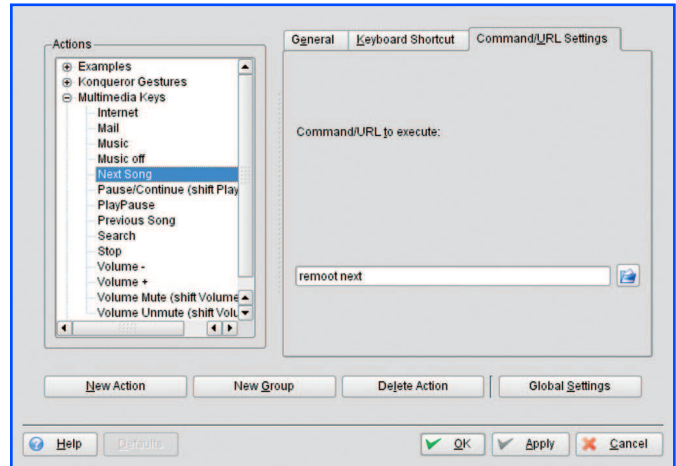 Actions
Examples
Konqueror Gestures
Multimedia Keys
Internet
Mail
Music
Music off
Next Song
Pause/Continue (shift Play
PlayPause
Previous Song
Search
Stop
Volume -
Volume +
Volume Mute (shift Volume
Volume Unmute (shift Volu
General
Keyboard Shortcut
Command/URL Settings
Command/URL to execute:
remoot next
New Action
New Group
Delete Action
Global Settings
Help
Defaults
OK
Apply
Cancel